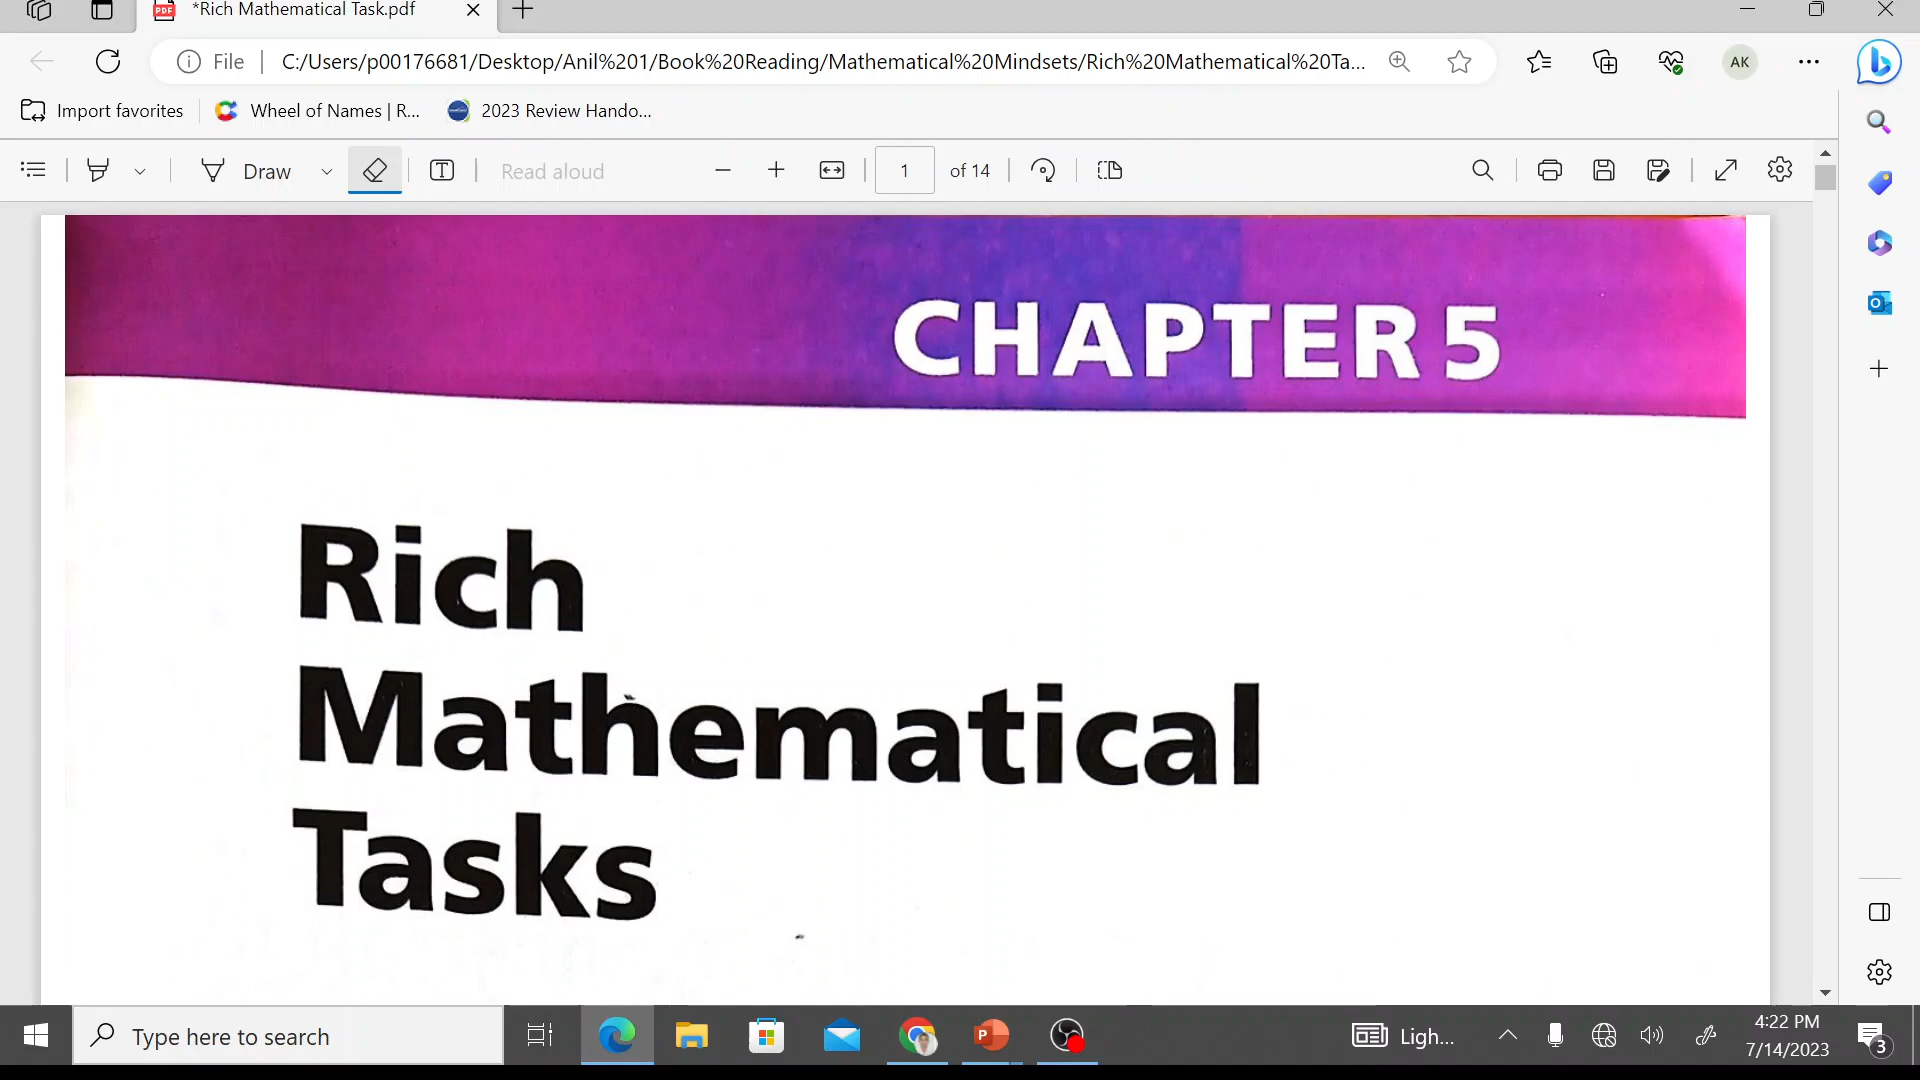 *Rich Mathematical Task.pdf
File
C:/Users/p00176681/Desktop/Anil%201/Book%20Reading/Mathematical%20Mindsets/Rich%20Mathematical%20Ta...
AK
Import favorites
Wheel of Names | R...
2023 Review Hando...
Draw
Read aloud
1
of 14
CHAPTER 5
Rich
Mathematical
Tasks
Type here to search
Ligh...
4:22 PM
7/14/2023
3